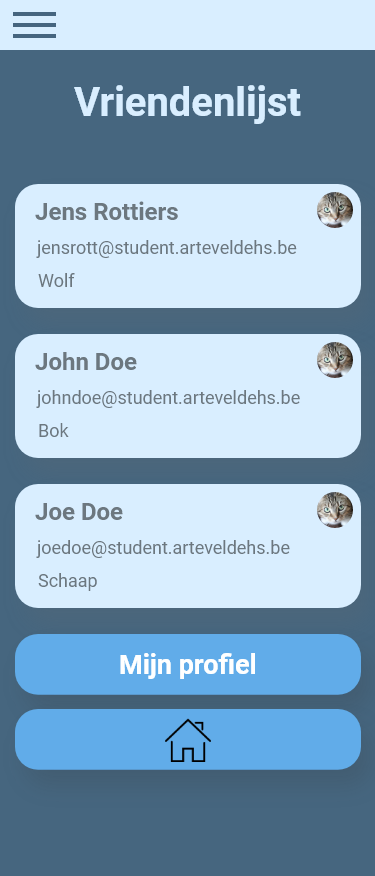 Vriendenlijst
Jens Rottiers
jensrott@student.arteveldehs.be
Wolf
John Doe
johndoe@student.arteveldehs.be
Bok
Joe Doe
joedoe@student.arteveldehs.be
Schaap
Mijn profiel